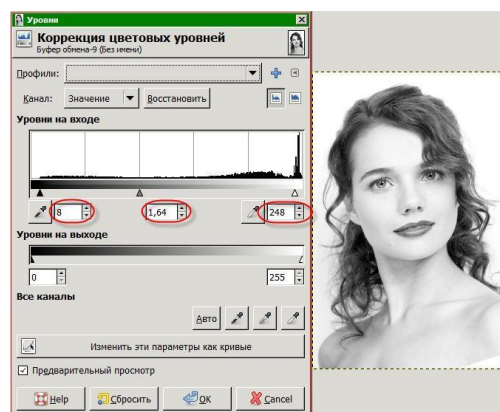 Уровни
Коррекция цветовых уровней
Буфер обмена-9 (Без имени)
Профили:
Канал: Значение Восстановить
Уровни на входе
8 1,64 248
Уровни на выходе
0 255
Все каналы
Авто
Изменить эти параметры как кривые
Предварительный просмотр
Help Сбросить OK Cancel